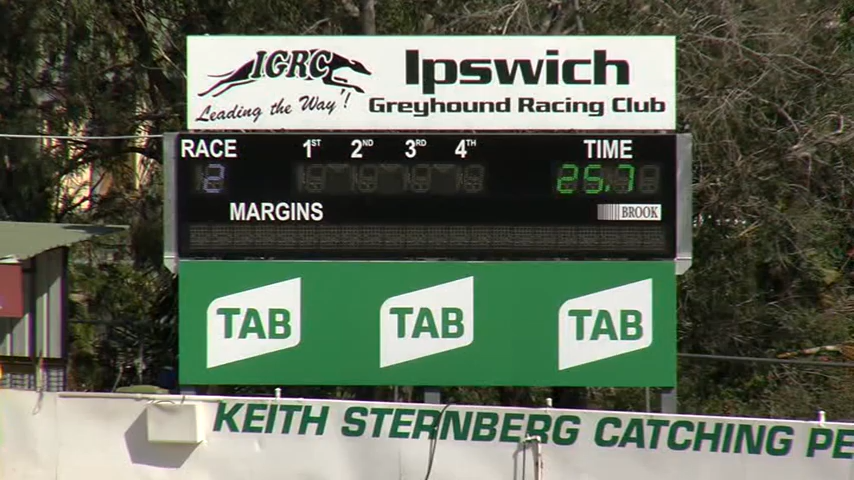 IGRC
Leading the Way'!
Ipswich
Greyhound Racing Club
RACE 1ST 2ND 3RD 4TH TIME
2 25.7
MARGINS BROOK
TAB TAB TAB
KEITH STERNBERG CATCHING PE